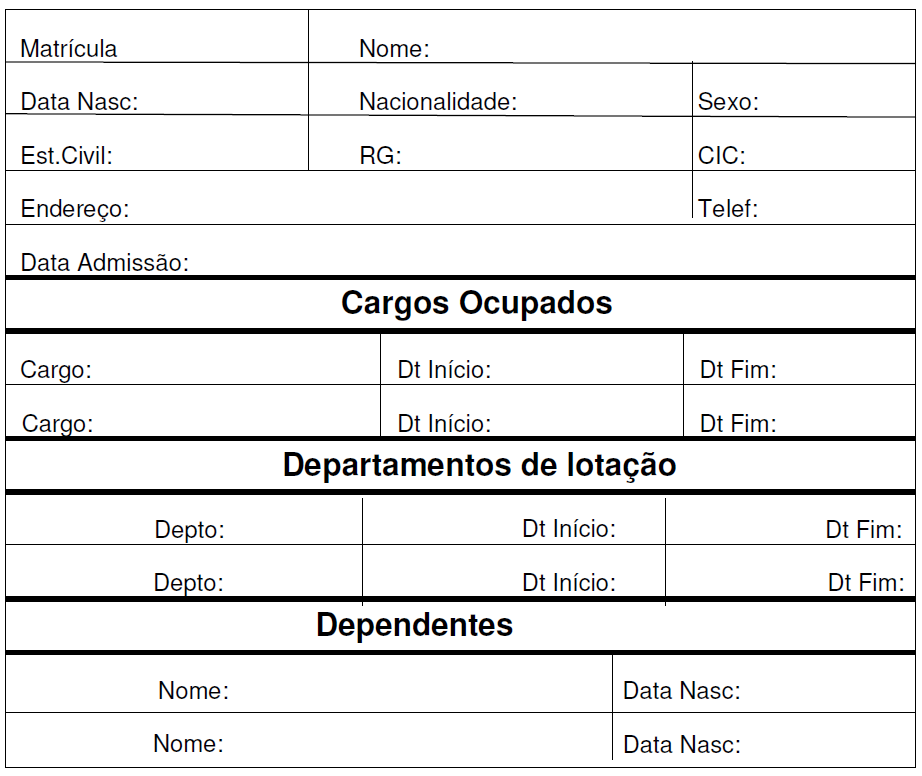 Matrícula Nome:
Data Nasc: Nacionalidade: Sexo:
Est.Civil: RG: CIC:
Endereço: Telef:
Data Admissão:
Cargos Ocupados
Cargo: Dt Início: Dt Fim:
Cargo: Dt Início: Dt Fim:
Departamentos de lotação
Depto: Dt Início: Dt Fim:
Depto: Dt Início: Dt Fim:
Dependentes
Nome: Data Nasc:
Nome: Data Nasc: